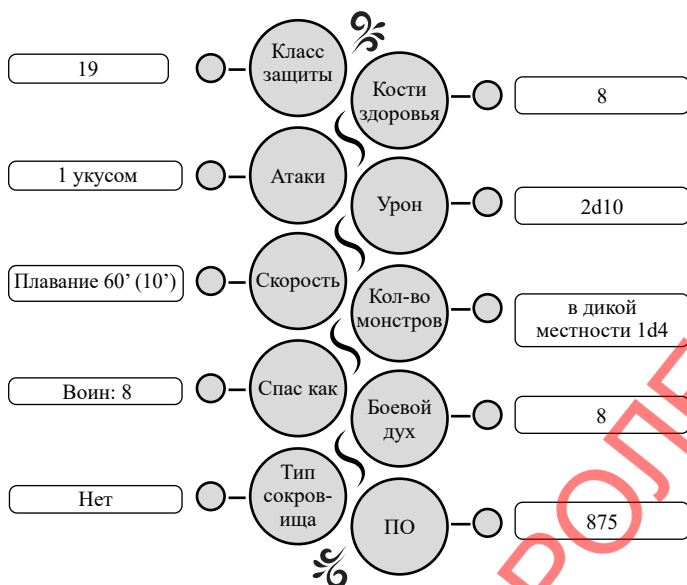 19
Класс
защиты
Кости
здоровья
8
1 укусом
Атаки
Урон
2d10
Плавание 60’ (10’)
Скорость
Кол-во
монстров
в дикой
местности 1d4
Воин: 8
Спас как
Боевой
дух
8
Нет
Тип
сокров-
ища
ПО
875
РОЛЕ